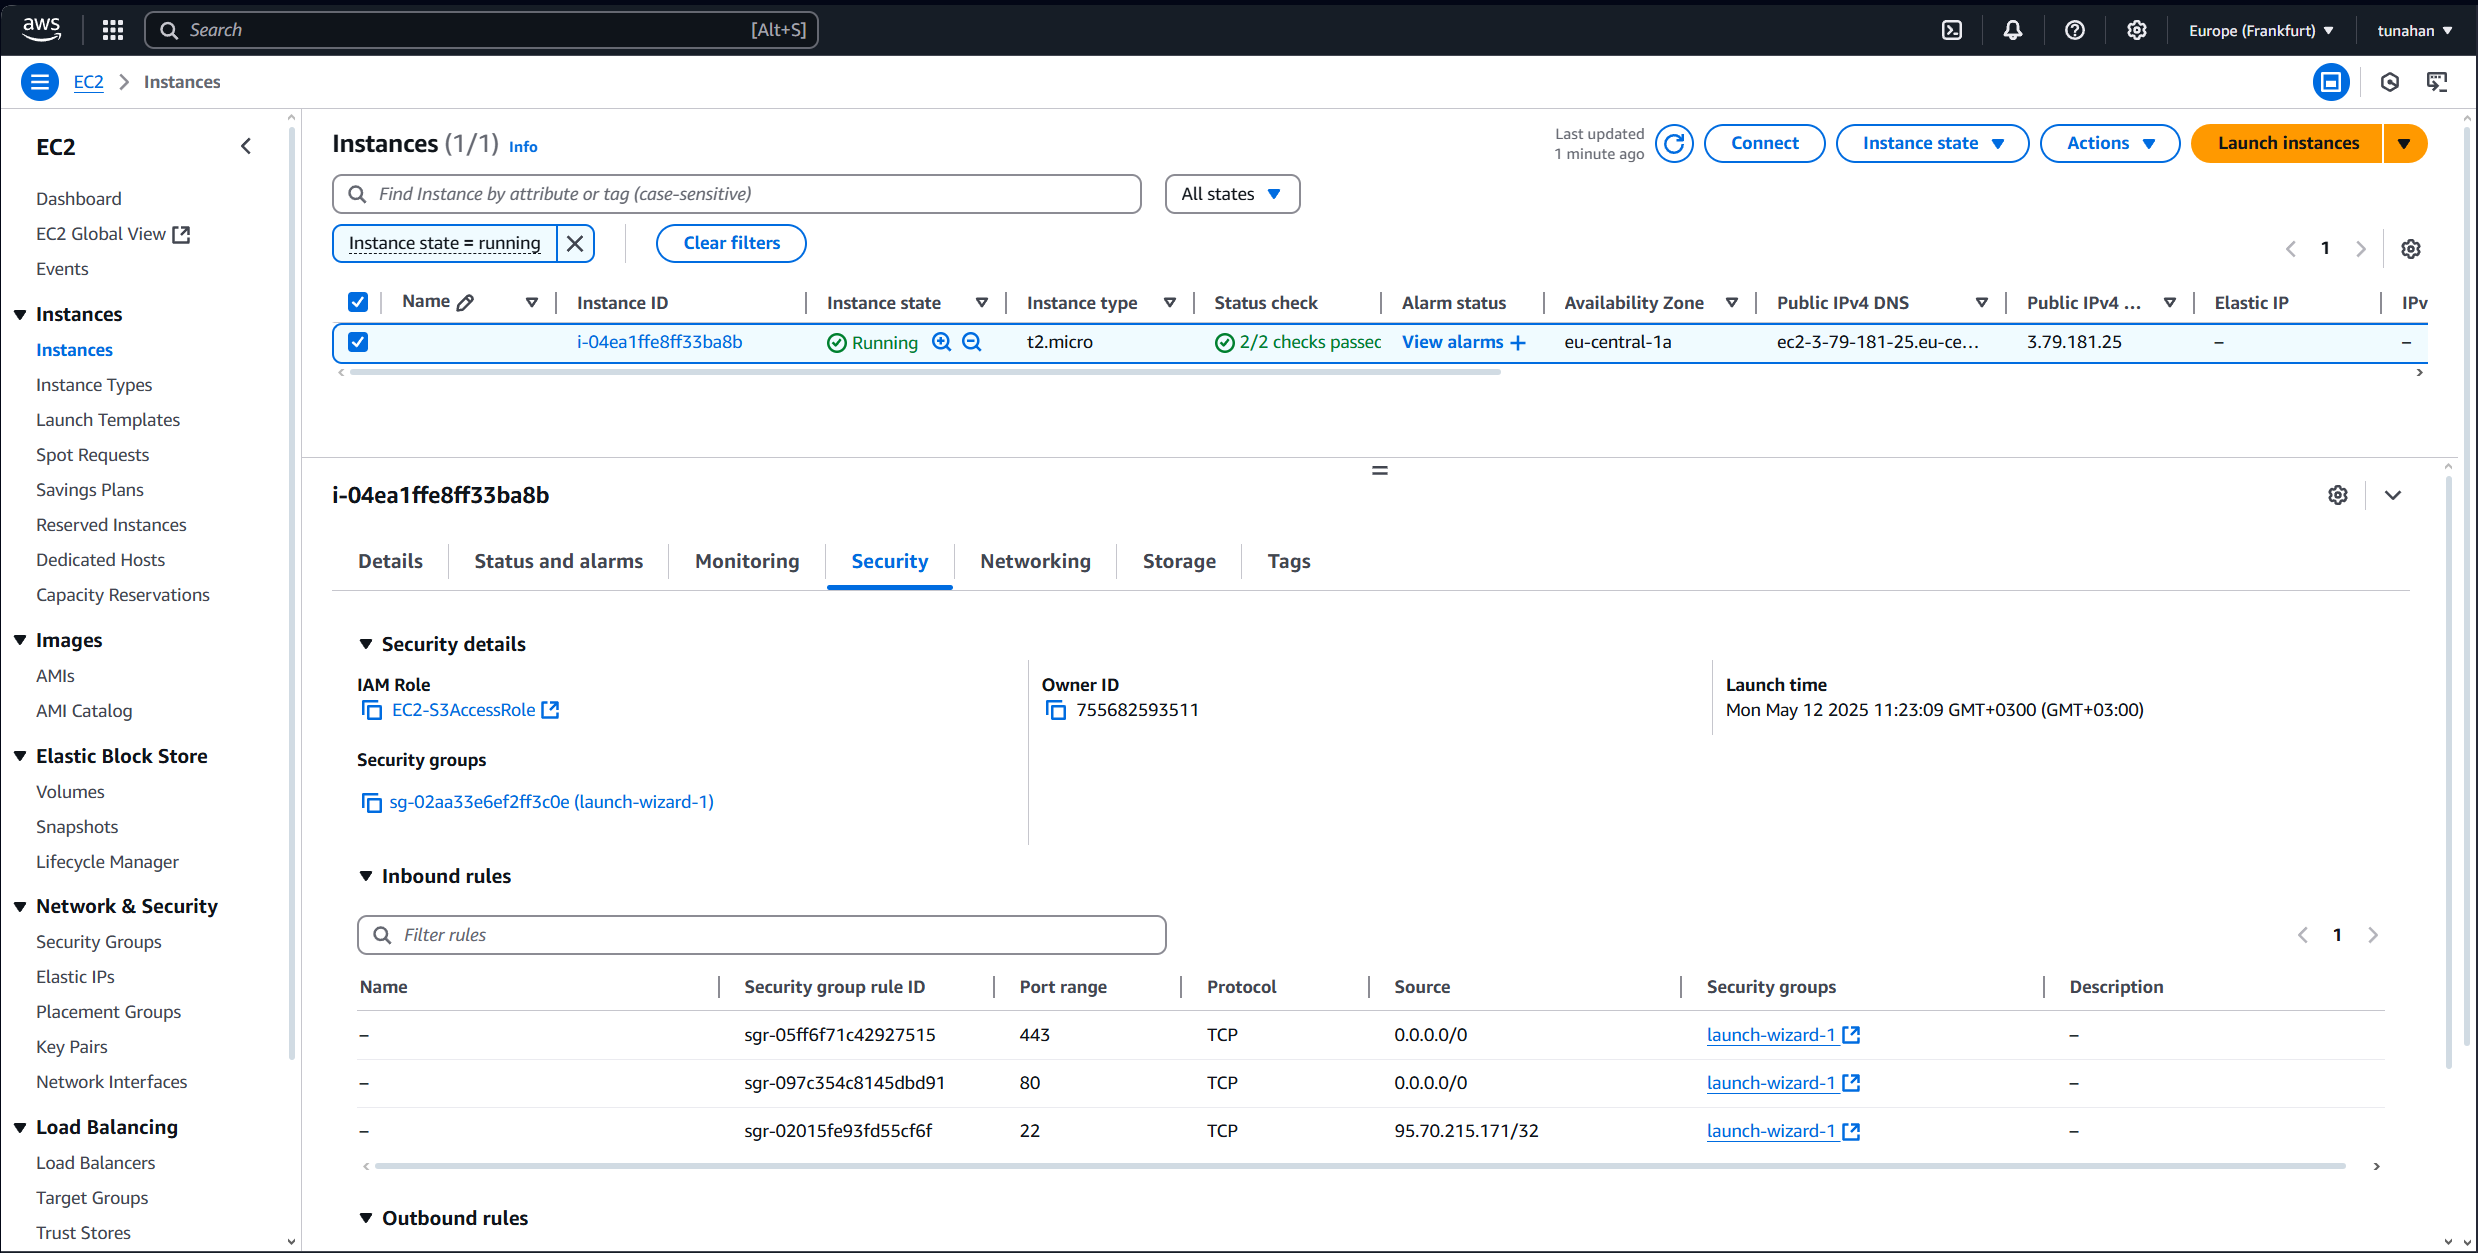 aws
Search [Alt+S]
Europe (Frankfurt)
tunahan
EC2
Instances
EC2
Dashboard
EC2 Global View
Events
Instances
Instances
Instance Types
Launch Templates
Spot Requests
Savings Plans
Reserved Instances
Dedicated Hosts
Capacity Reservations
Images
AMIs
AMI Catalog
Elastic Block Store
Volumes
Snapshots
Lifecycle Manager
Network & Security
Security Groups
Elastic IPs
Placement Groups
Key Pairs
Network Interfaces
Load Balancing
Load Balancers
Target Groups
Trust Stores
Instances (1/1) Info
Last updated
1 minute ago
Connect
Instance state
Actions
Launch instances
Find Instance by attribute or tag (case-sensitive)
All states
Instance state = running
Clear filters
1
Name Instance ID Instance state Instance type Status check Alarm status Availability Zone Public IPv4 DNS Public IPv4 ... Elastic IP IPv
i-04ea1ffe8ff33ba8b Running t2.micro 2/2 checks passed View alarms + eu-central-1a ec2-3-79-181-25.eu-ce... 3.79.181.25 – –
i-04ea1ffe8ff33ba8b
Details Status and alarms Monitoring Security Networking Storage Tags
Security details
IAM Role
EC2-S3AccessRole
Owner ID
755682593511
Launch time
Mon May 12 2025 11:23:09 GMT+0300 (GMT+03:00)
Security groups
sg-02aa33e6ef2ff3c0e (launch-wizard-1)
Inbound rules
Filter rules
1
Name Security group rule ID Port range Protocol Source Security groups Description
– sgr-05ff6f71c42927515 443 TCP 0.0.0.0/0 launch-wizard-1 –
– sgr-097c354c8145dbd91 80 TCP 0.0.0.0/0 launch-wizard-1 –
– sgr-02015fe93fd55cf6f 22 TCP 95.70.215.171/32 launch-wizard-1 –
Outbound rules